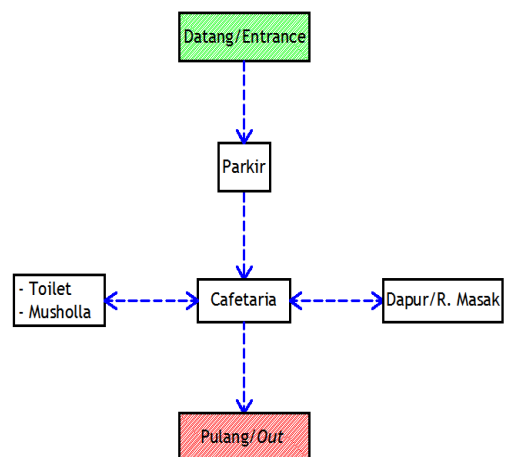 Datang/Entrance
Parkir
- Toilet
- Musholla
Cafetaria
Dapur/R. Masak
Pulang/Out